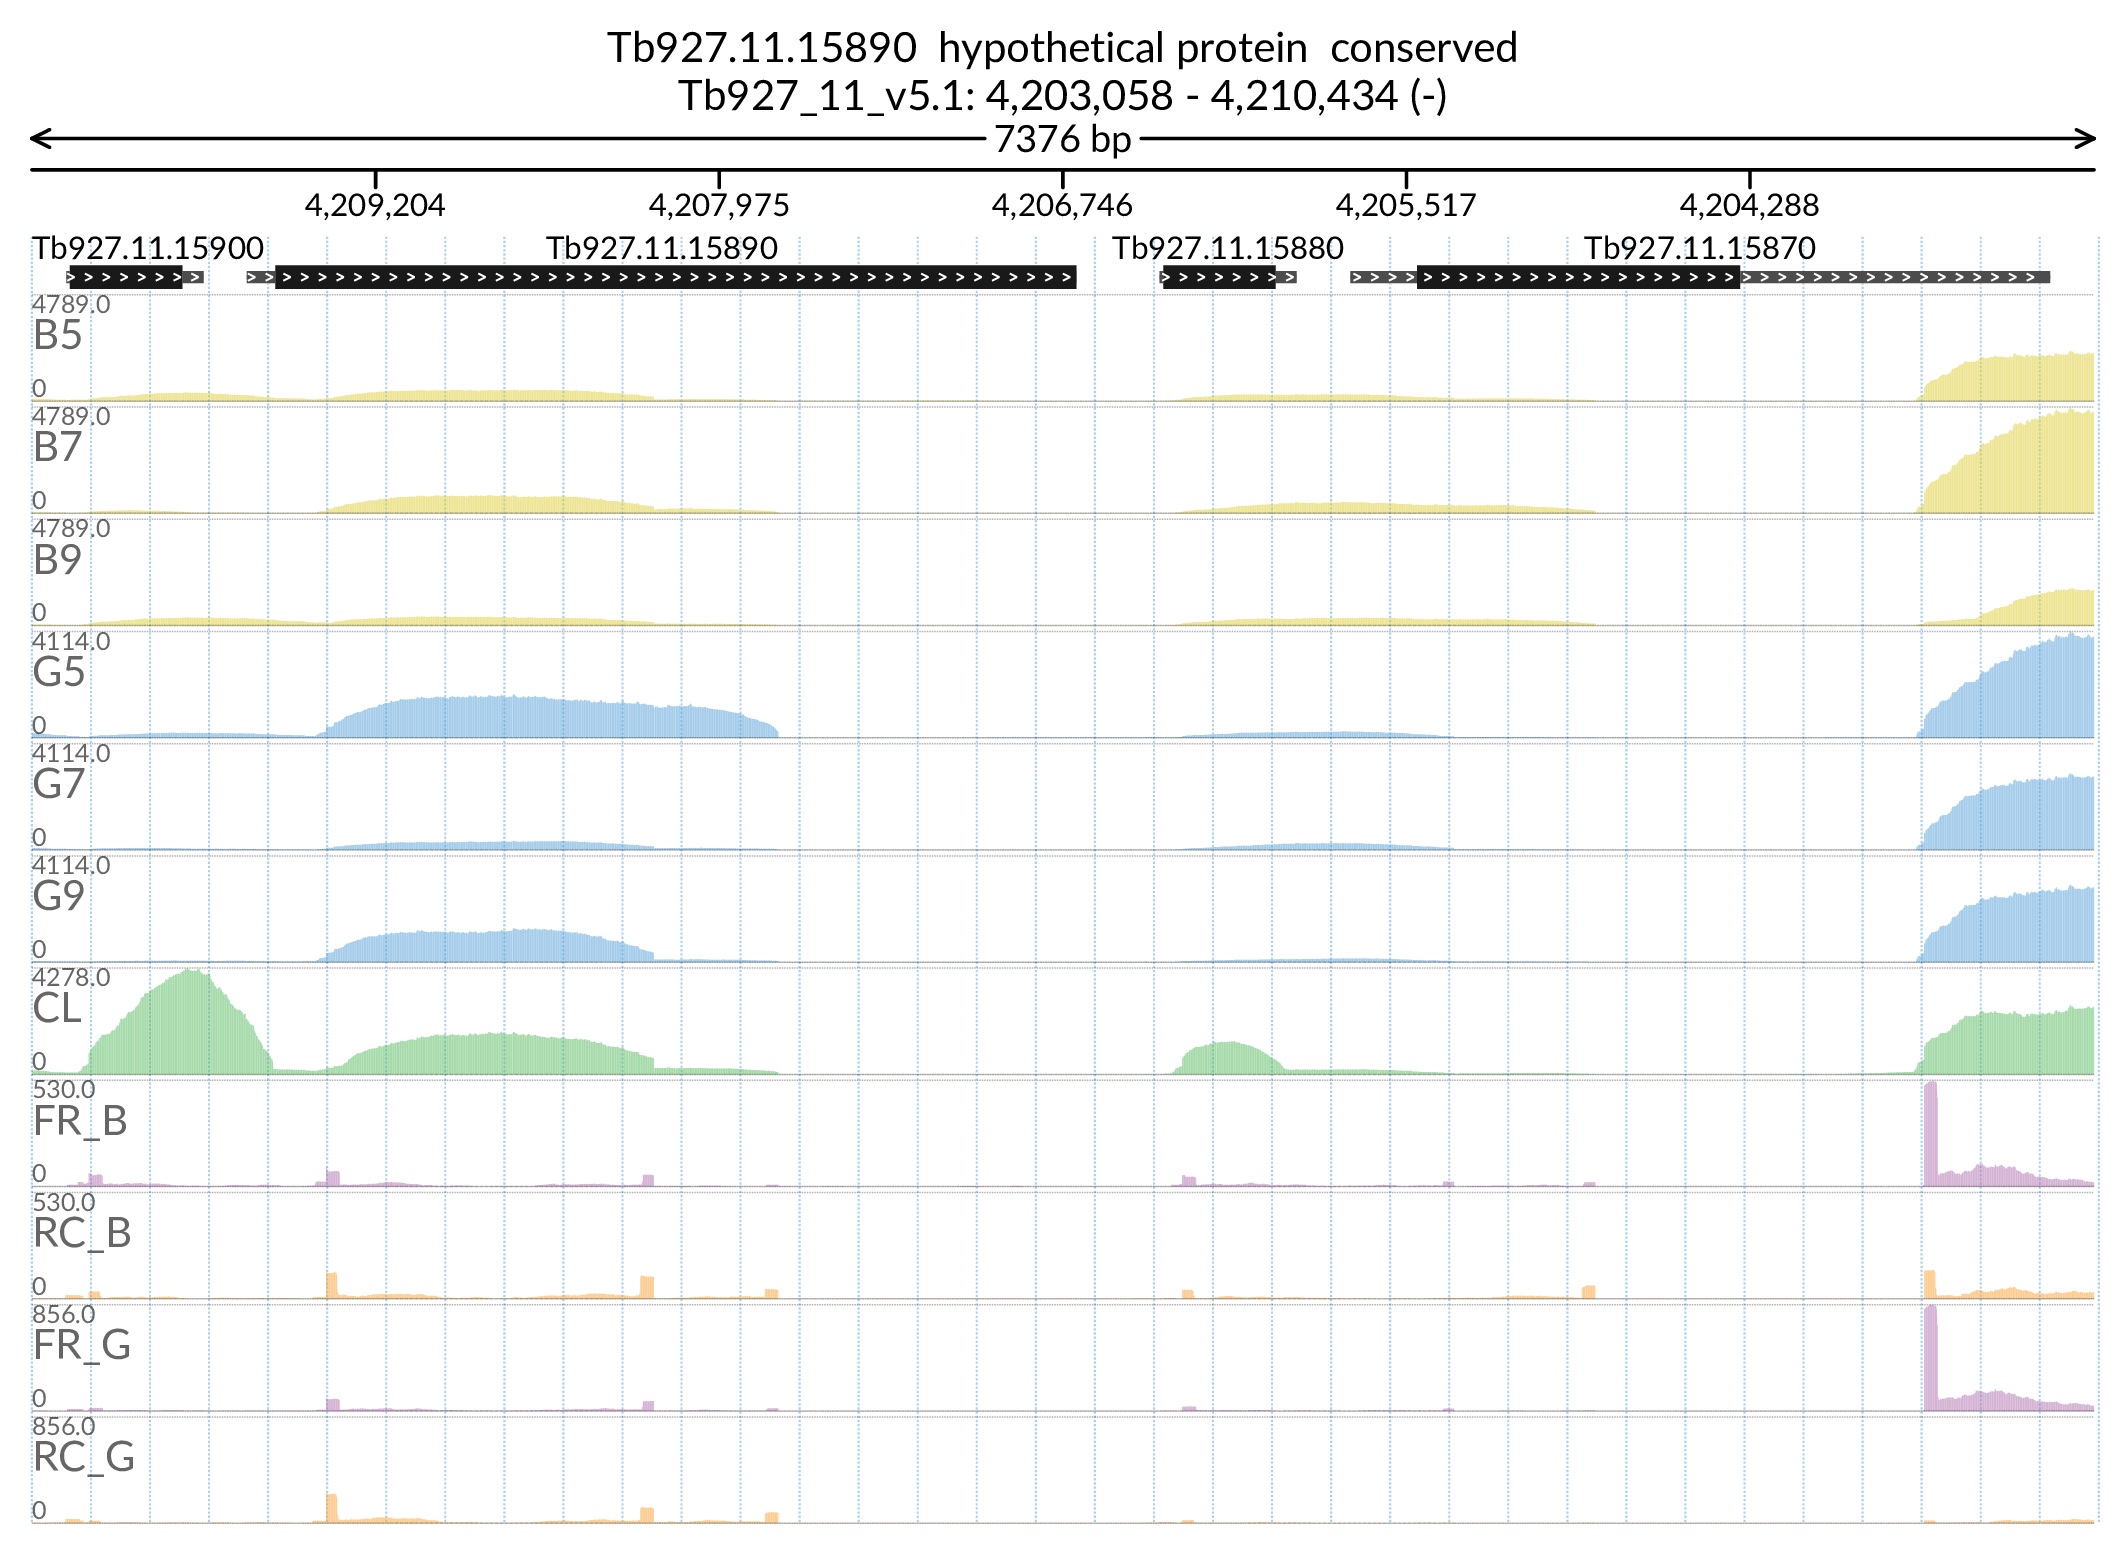 Tb927.11.15890 hypothetical protein conserved
Tb927_11_v5.1: 4,203,058 - 4,210,434 (-)
7376 bp
4,209,204 4,207,975 4,206,746 4,205,517 4,204,288
Tb927.11.15900 Tb927.11.15890 Tb927.11.15880 Tb927.11.15870
4789.0
B5
0
4789.0
B7
0
4789.0
B9
0
4114.0
G5
0
4114.0
G7
0
4114.0
G9
0
4278.0
CL
0
530.0
FR_B
0
530.0
RC_B
0
856.0
FR_G
0
856.0
RC_G
0